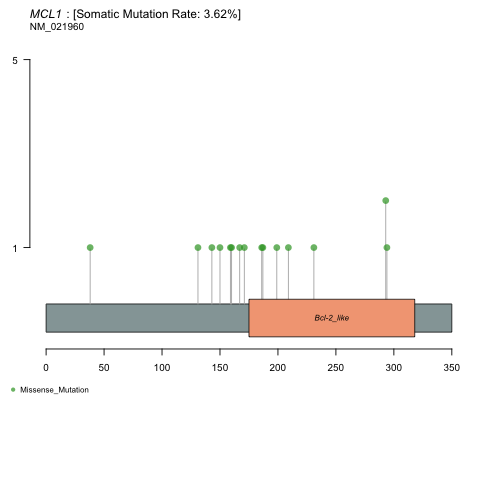 MCL1 : [Somatic Mutation Rate: 3.62%]
NM_021960
5
1
Bcl-2_like
0 50 100 150 200 250 300 350
Missense_Mutation